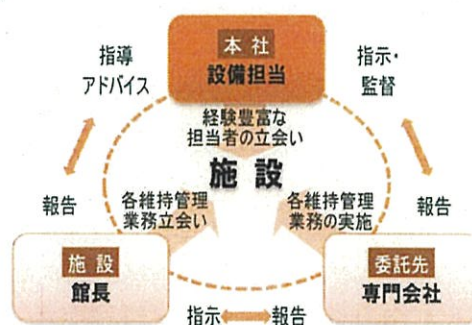 本社
設備担当
指導
アドバイス
指示・
監督
経験豊富な
担当者の立会い
施設
報告
各維持管理
業務立会い
各維持管理
業務の実施
報告
施設
館長
委託先
専門会社
指示
報告